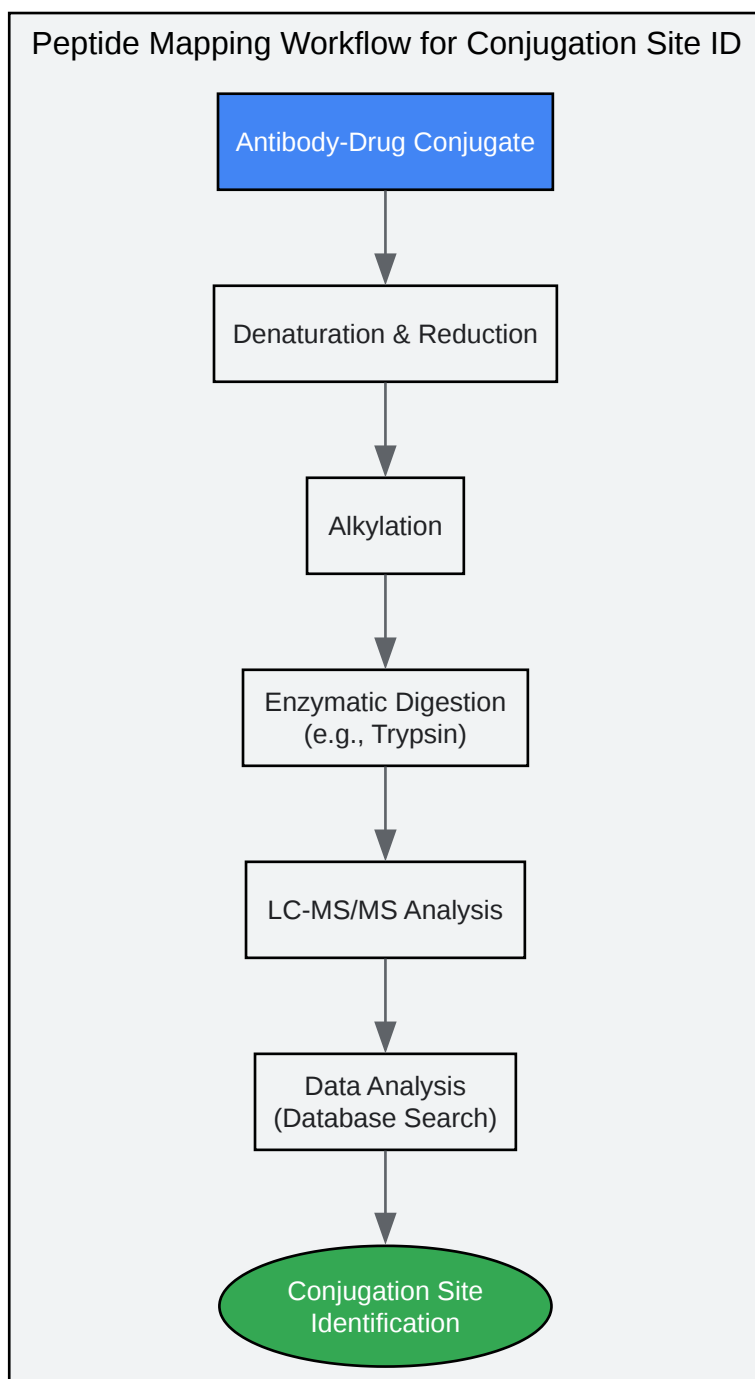 Peptide Mapping Workflow for Conjugation Site ID
Antibody-Drug Conjugate
Denaturation & Reduction
Alkylation
Enzymatic Digestion
(e.g., Trypsin)
LC-MS/MS Analysis
Data Analysis
(Database Search)
Conjugation Site
Identification